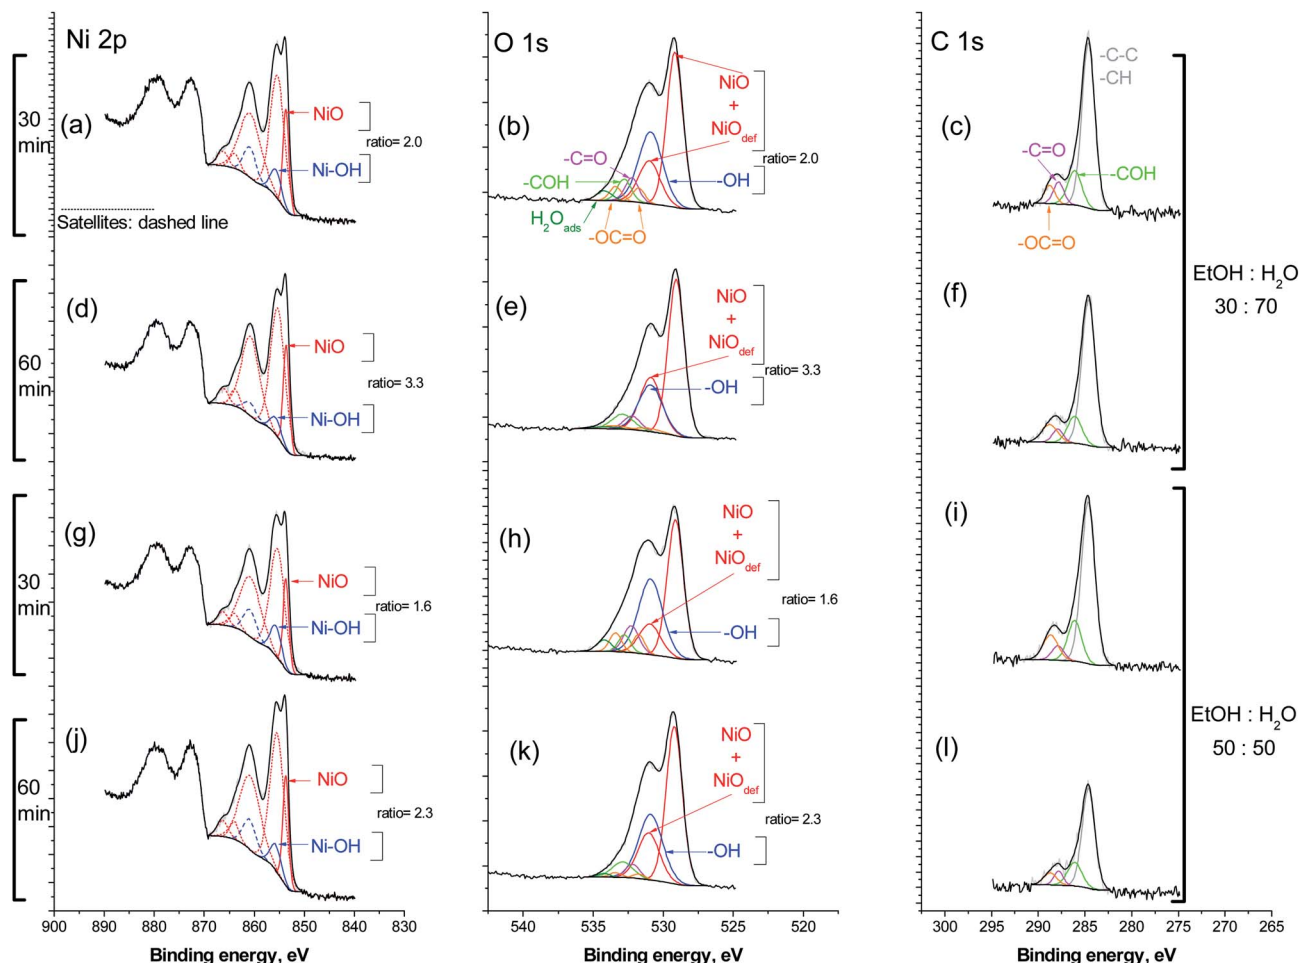 Ni 2p
O 1s
C 1s
30
min
(a)
NiO
ratio= 2.0
Ni-OH
Satellites: dashed line
(b)
NiO
+
NiOdef
ratio= 2.0
-OH
-C=O
-COH
H2Oads
-OC=O
(c)
-C-C
-CH
-C=O
-COH
-OC=O
EtOH : H2O
30 : 70
60
min
(d)
NiO
ratio= 3.3
Ni-OH
(e)
NiO
+
NiOdef
ratio= 3.3
-OH
(f)
30
min
(g)
NiO
ratio= 1.6
Ni-OH
(h)
NiO
+
NiOdef
ratio= 1.6
-OH
(i)
EtOH : H2O
50 : 50
60
min
(j)
NiO
ratio= 2.3
Ni-OH
(k)
NiO
+
NiOdef
ratio= 2.3
-OH
(l)
900 890 880 870 860 850 840 830
540 530 520
300 295 290 285 280 275 270 265
Binding energy, eV
Binding energy, eV
Binding energy, eV